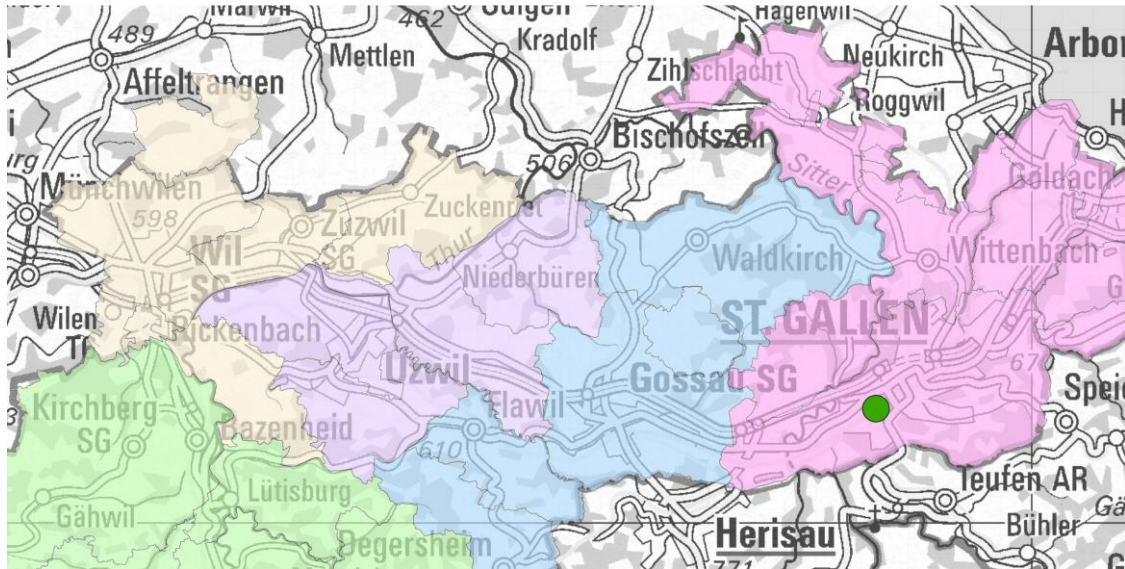 Hagenwil
489
462
Mettlen
Kradolf
Neukirch
Arbon
Affeltrangen
Zihlschlacht
Roggwil
Bischofszell
506
Sitter
Goldach
Münchwilen
598
Zuzwil
SG
Zuckenriet
Thur
Wil
SG
Niederbüren
Waldkirch
Wittenbach
Wilen
Rickenbach
ST. GALLEN
67
Uzwil
Gossau SG
Flawil
Kirchberg
SG
Bazenheid
610
Lütisburg
Gähwil
Degersheim
Teufen AR
Bühler
Herisau
771